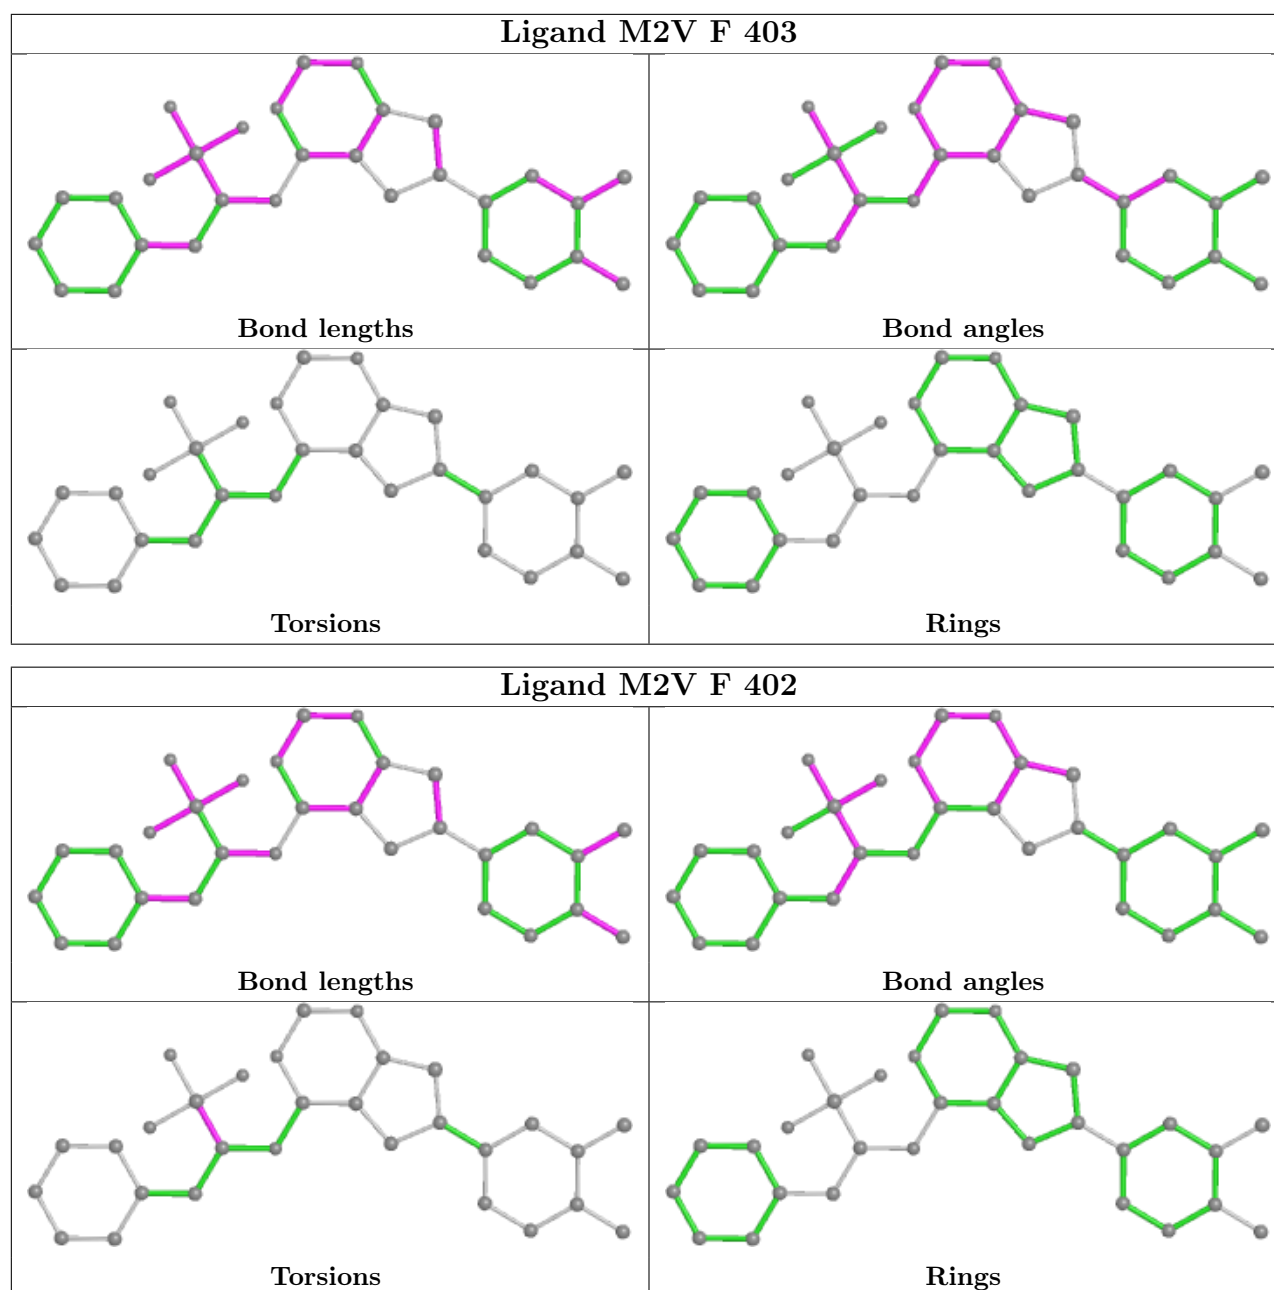 Ligand M2V F 403
Bond lengths
Bond angles
Torsions
Rings
Ligand M2V F 402
Bond lengths
Bond angles
Torsions
Rings